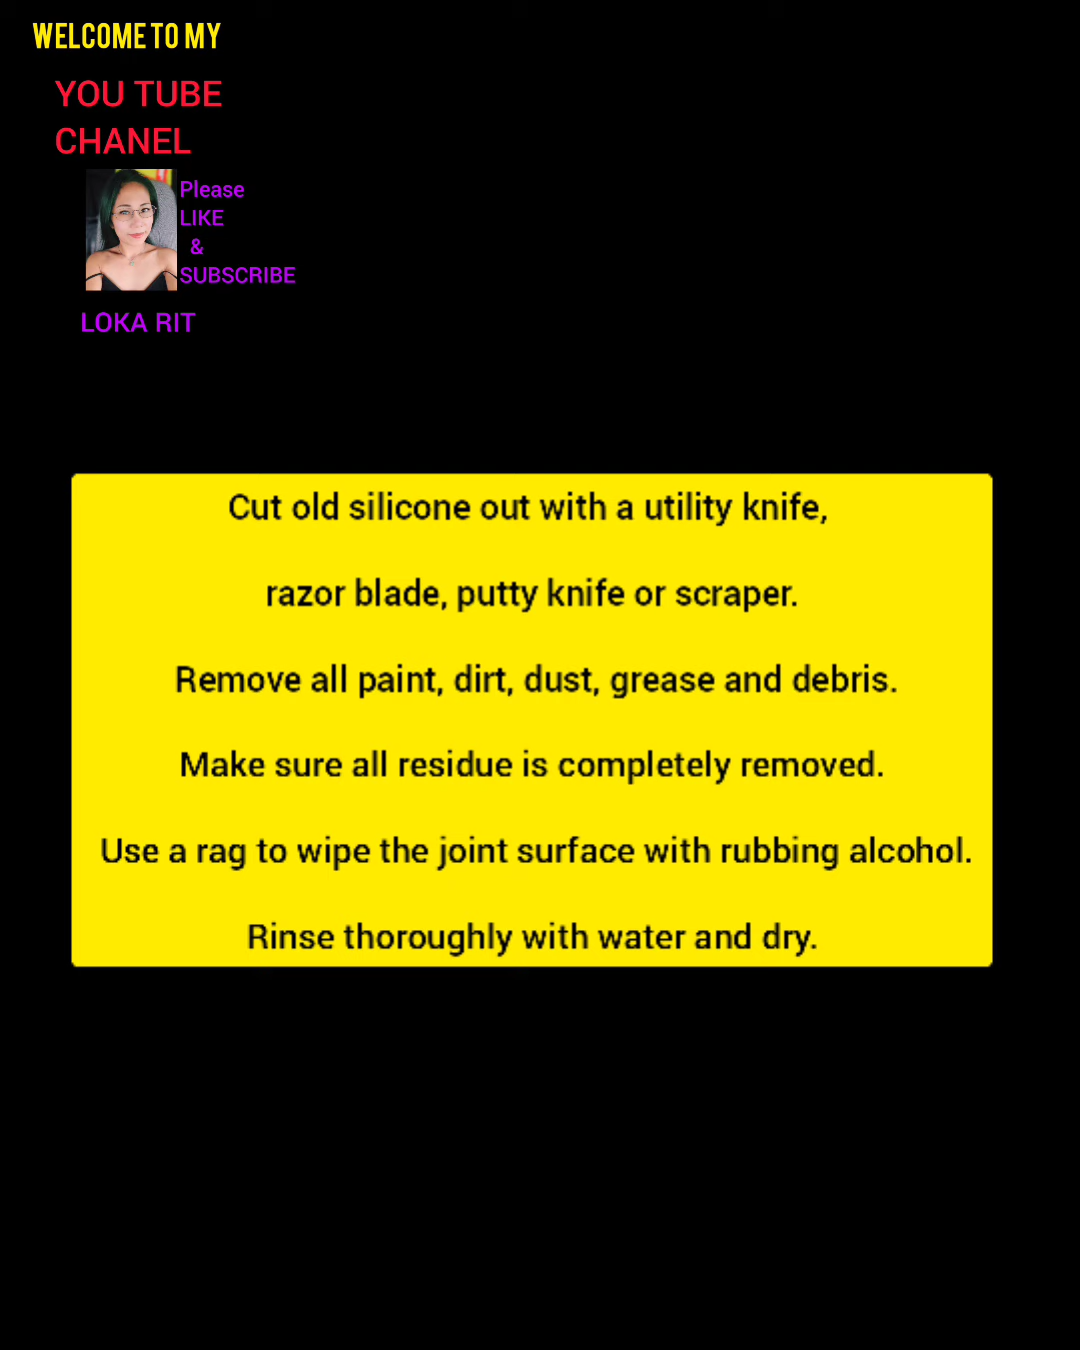 WELCOME TO MY
YOU TUBE
CHANEL
Please
LIKE
&
SUBSCRIBE
LOKA RIT
Cut old silicone out with a utility knife,
razor blade, putty knife or scraper.
Remove all paint, dirt, dust, grease and debris.
Make sure all residue is completely removed.
Use a rag to wipe the joint surface with rubbing alcohol.
Rinse thoroughly with water and dry.